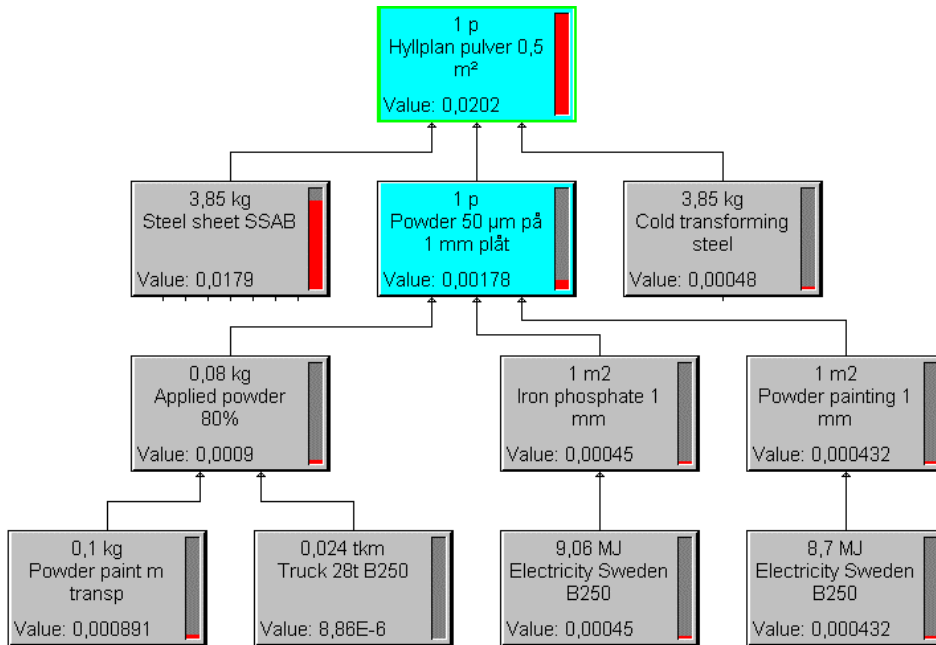 1 p
Hyllplan pulver 0,5
m²
Value: 0,0202
3,85 kg
Steel sheet SSAB
Value: 0,0179
1 p
Powder 50 µm på
1 mm plåt
Value: 0,00178
3,85 kg
Cold transforming
steel
Value: 0,00048
0,08 kg
Applied powder
80%
Value: 0,0009
1 m2
Iron phosphate 1
mm
Value: 0,00045
1 m2
Powder painting 1
mm
Value: 0,000432
0,1 kg
Powder paint m
transp
Value: 0,000891
0,024 tkm
Truck 28t B250
Value: 8,86E-6
9,06 MJ
Electricity Sweden
B250
Value: 0,00045
8,7 MJ
Electricity Sweden
B250
Value: 0,000432